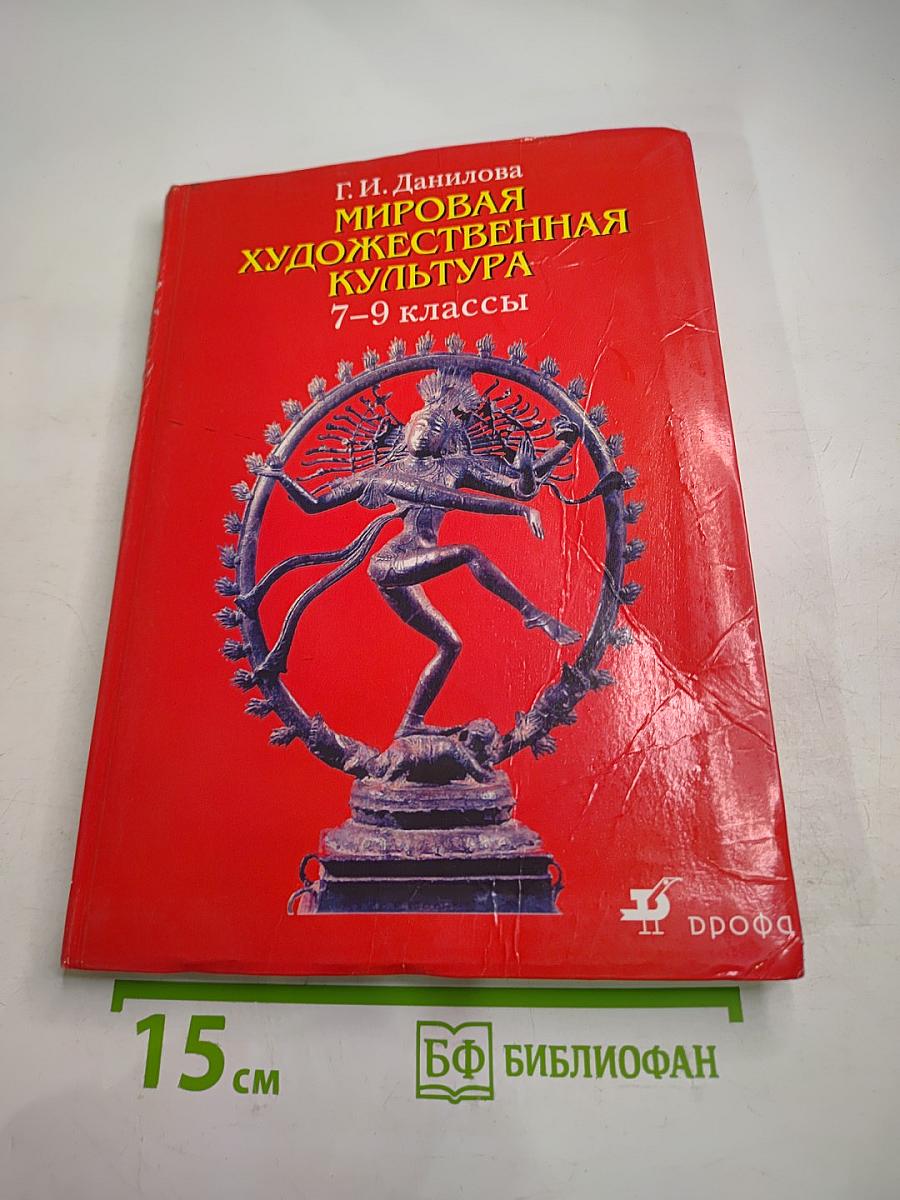 Г. И. Данилова
МИРОВАЯ
ХУДОЖЕСТВЕННАЯ
КУЛЬТУРА
7–9 классы
дрофа
15 см
БФ БИБЛИОФАН